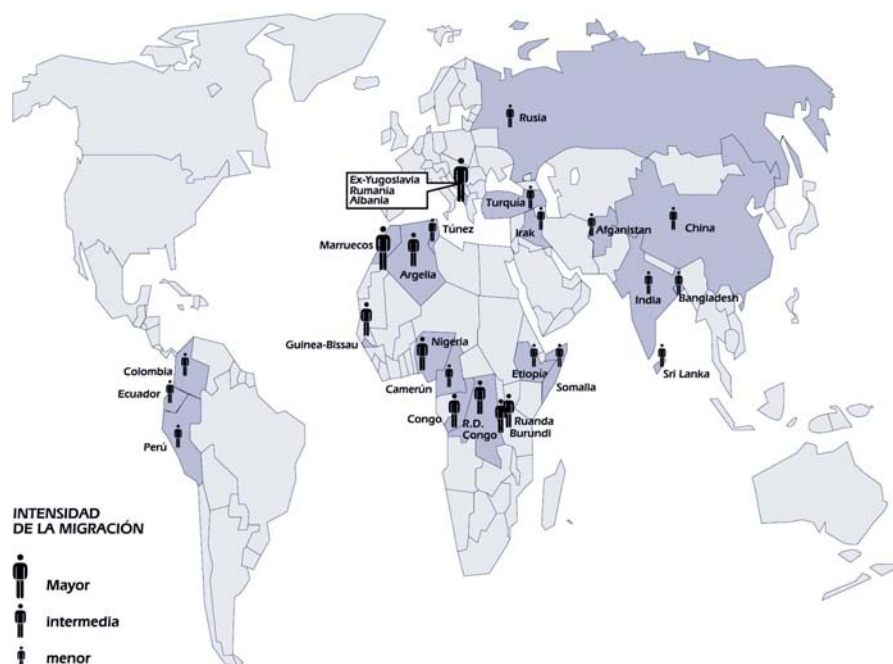 Rusia
Ex-Yugoslavia
Rumania
Albania
Turquía
Túnez
Irak
Afganistan
China
Marruecos
Argelia
India
Bangladesh
Guinea-Bissau
Nigeria
Colombia
Etiopia
Somalia
Sri Lanka
Ecuador
Camerún
Congo
R.D.
Congo
Ruanda
Burundi
Perú
INTENSIDAD
DE LA MIGRACIÓN
Mayor
intermedia
menor